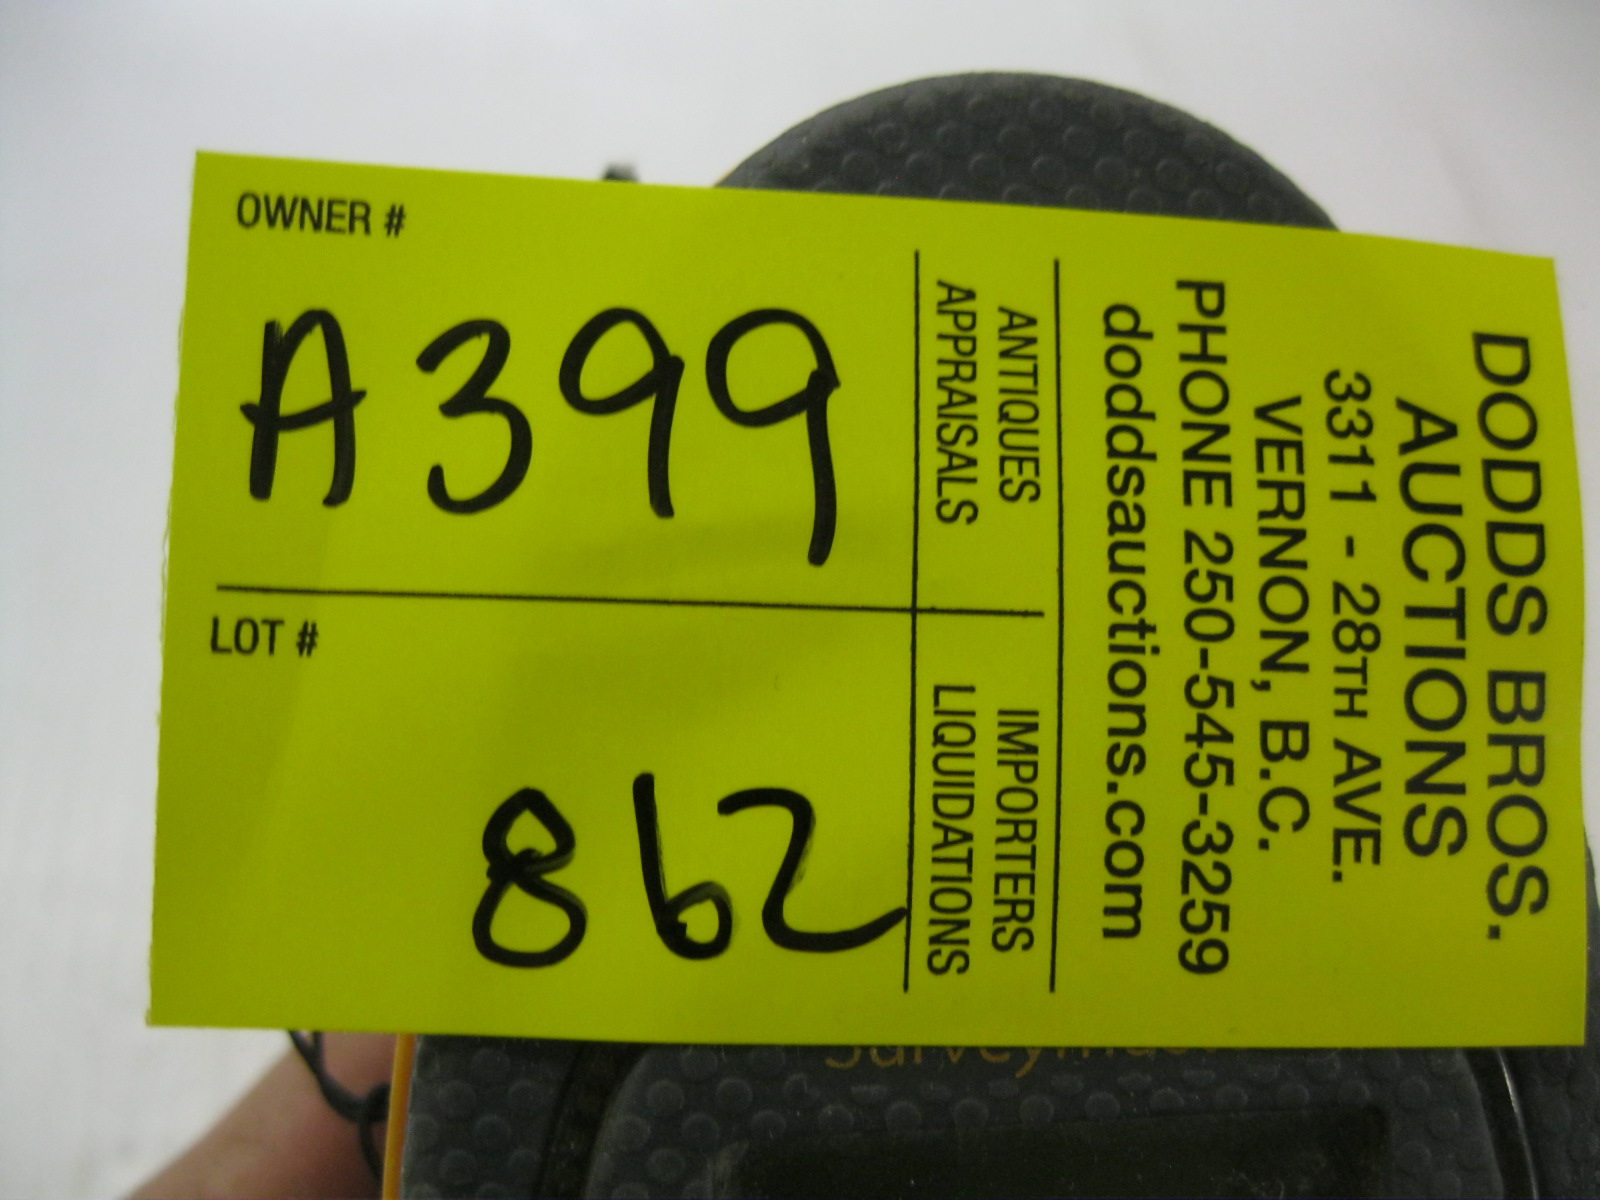 OWNER #
A399
LOT #
862
ANTIQUES
APPRAISALS
IMPORTERS
LIQUIDATIONS
DODDS BROS.
AUCTIONS
3311 - 28TH AVE.
VERNON, B.C.
PHONE 250-545-3259
doddsauctions.com